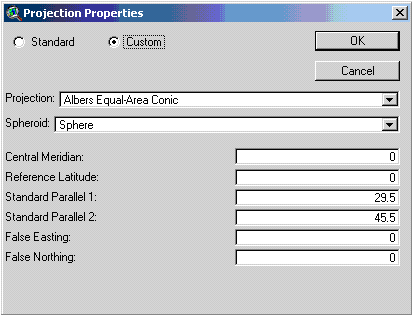 Projection Properties
Standard Custom OK
Cancel
Projection: Albers Equal-Area Conic
Spheroid: Sphere
Central Meridian: 0
Reference Latitude: 0
Standard Parallel 1: 29.5
Standard Parallel 2: 45.5
False Easting: 0
False Northing: 0